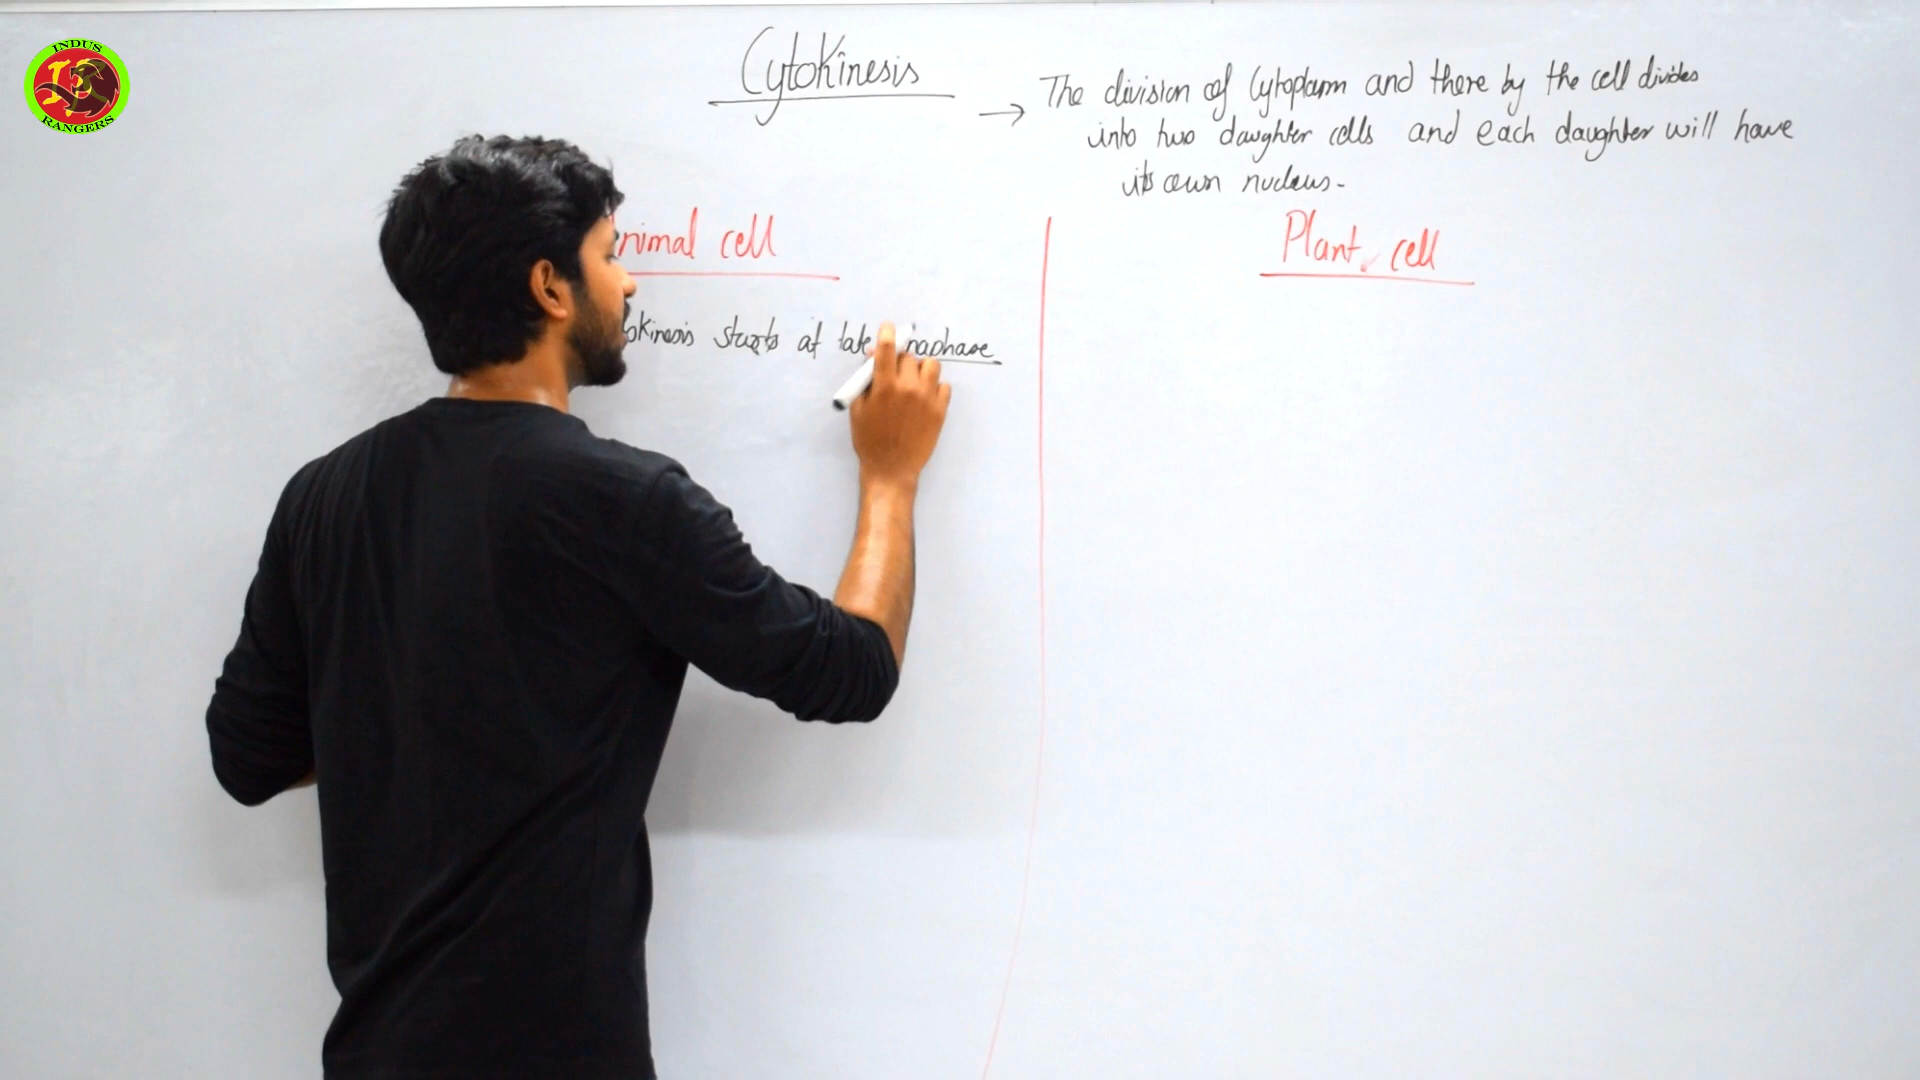 INDUS
RANGERS
Cytokinesis
→ The division of Cytoplasm and there by the cell divides
into two daughter cells and each daughter will have
its own nucleus.
nimal cell
Plant cell
okinesis starts at late naphase